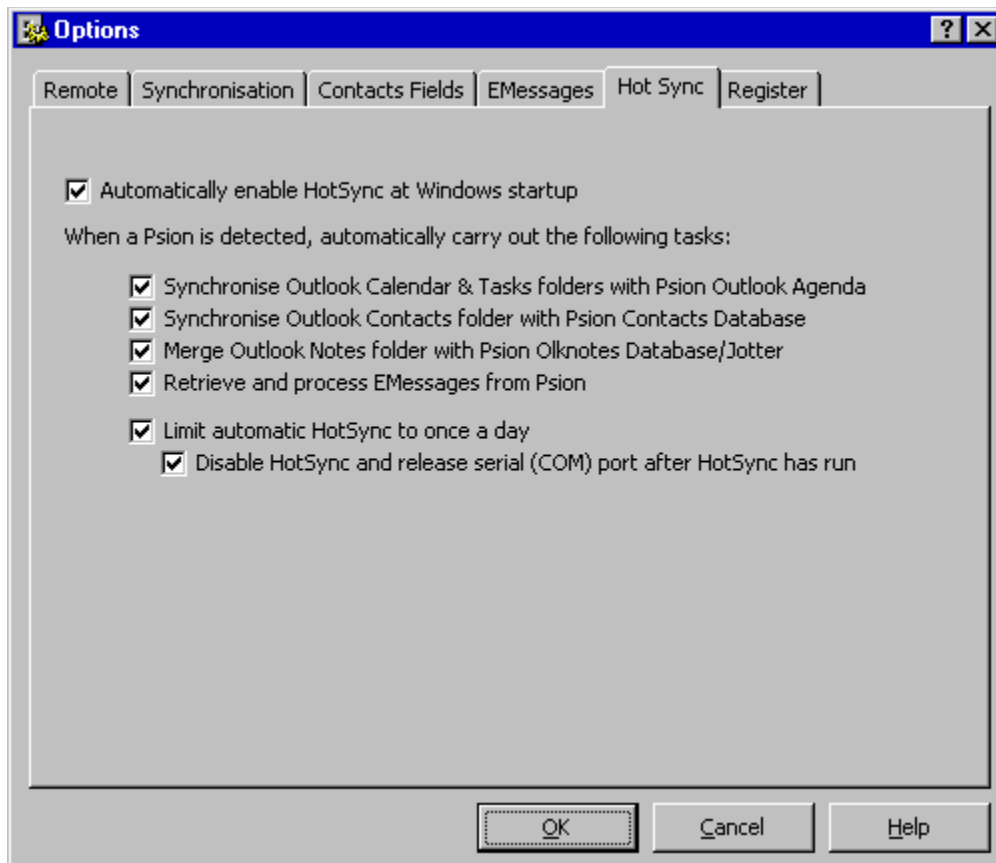 Options
Remote Synchronisation Contacts Fields EMessages Hot Sync Register
Automatically enable HotSync at Windows startup
When a Psion is detected, automatically carry out the following tasks:
Synchronise Outlook Calendar & Tasks folders with Psion Outlook Agenda
Synchronise Outlook Contacts folder with Psion Contacts Database
Merge Outlook Notes folder with Psion Olknotes Database/Jotter
Retrieve and process EMessages from Psion
Limit automatic HotSync to once a day
Disable HotSync and release serial (COM) port after HotSync has run
OK Cancel Help